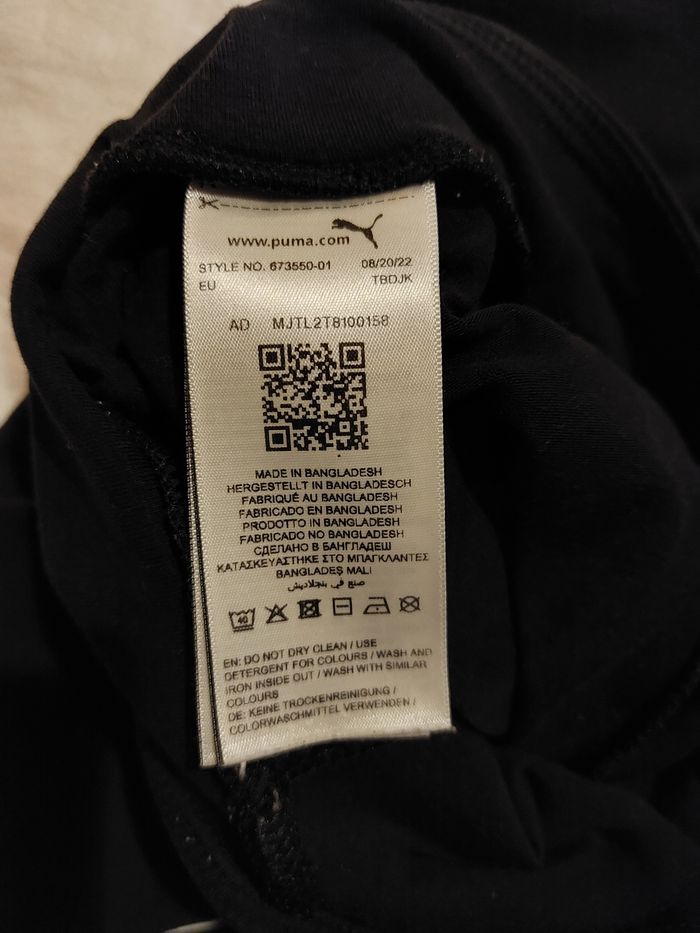 www.puma.com
STYLE NO. 673550-01 08/20/22
EU TBDJK
AD MJTL2T8100158
MADE IN BANGLADESH
HERGESTELLT IN BANGLADESCH
FABRIQUÉ AU BANGLADESH
FABRICADO EN BANGLADESH
PRODOTTO IN BANGLADESH
FABRICADO NO BANGLADESH
СДЕЛАНО В БАНГЛАДЕШ
ΚΑΤΑΣΚΕΥΑΣΤΗΚΕ ΣΤΟ ΜΠΑΓΚΛΑΝΤΕΣ
BANGLADEŞ MALI
صنع في بنجلاديش
40
EN: DO NOT DRY CLEAN / USE
DETERGENT FOR COLOURS / WASH AND
IRON INSIDE OUT / WASH WITH SIMILAR
COLOURS
DE: KEINE TROCKENREINIGUNG /
COLORWASCHMITTEL VERWENDEN /